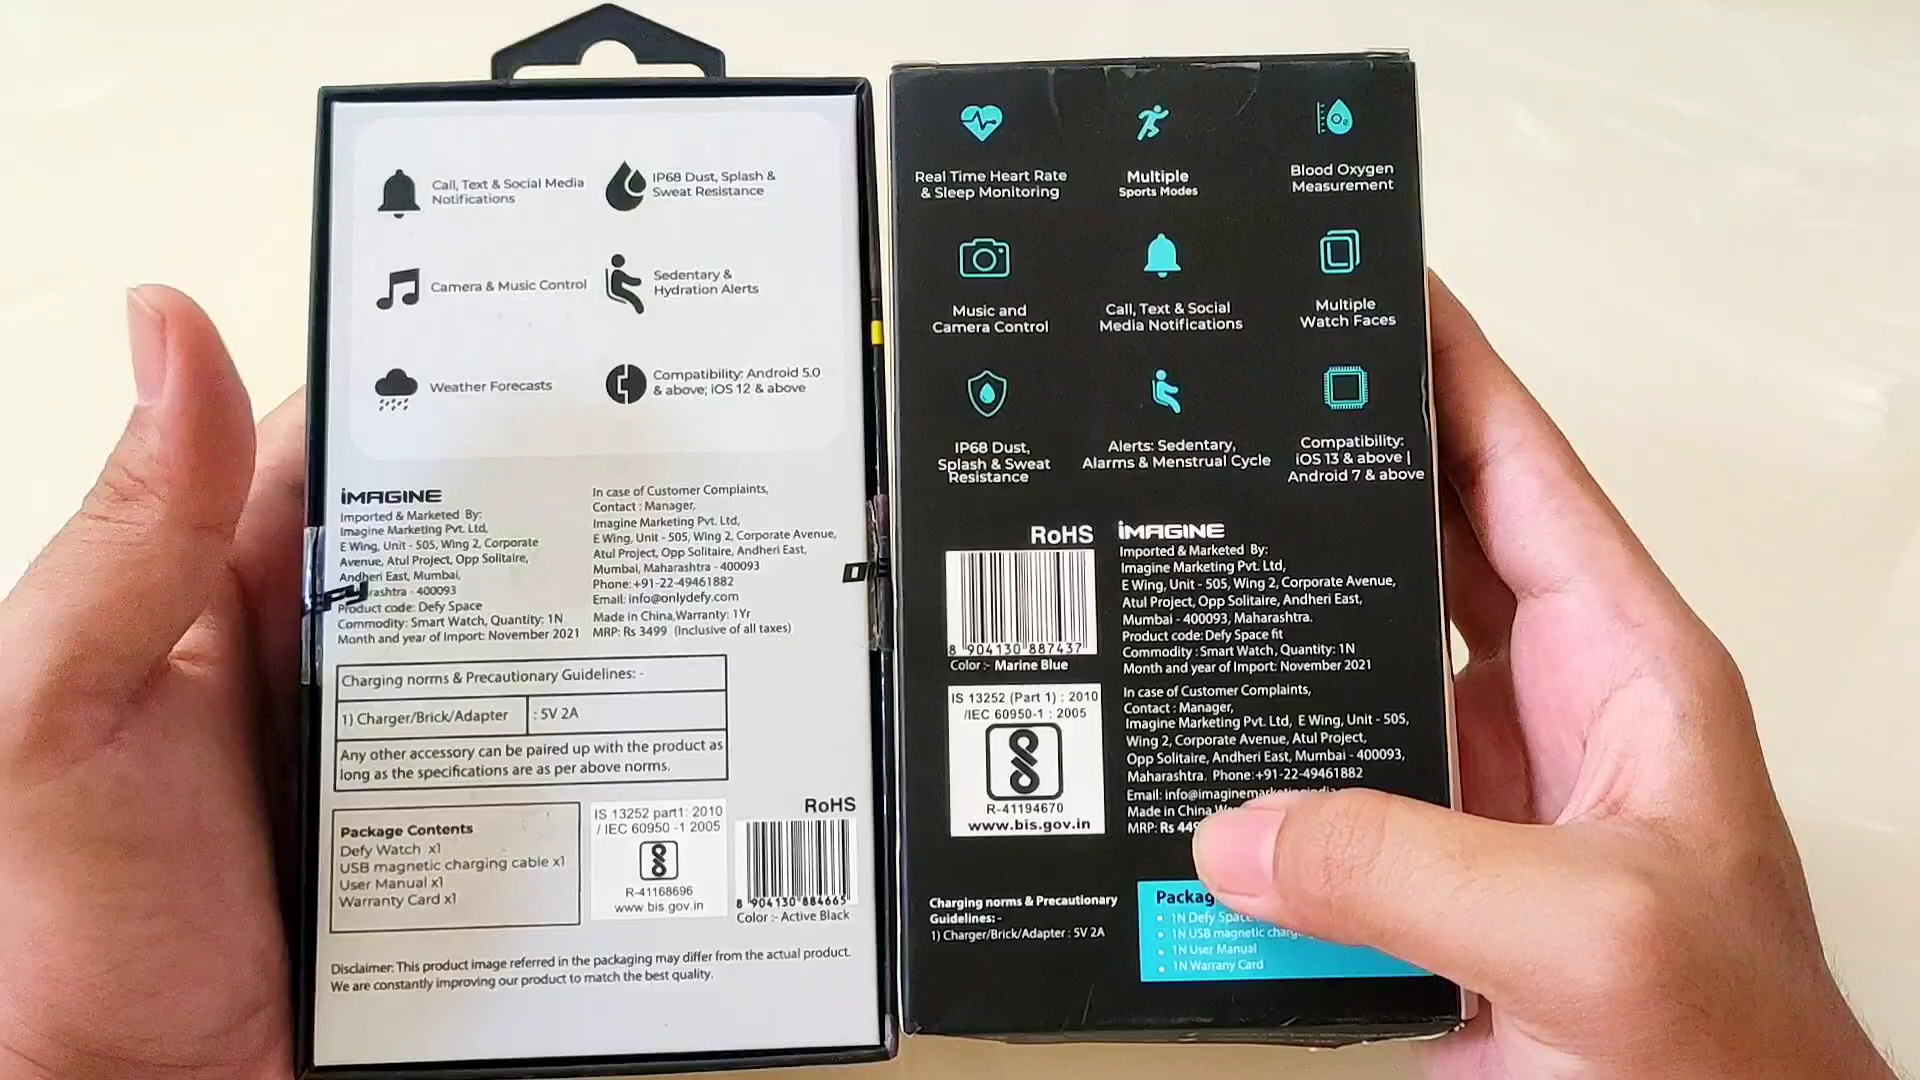 Call, Text & Social Media
Notifications
IP68 Dust, Splash &
Sweat Resistance
Camera & Music Control
Sedentary &
Hydration Alerts
Weather Forecasts
Compatibility: Android 5.0
& above; iOS 12 & above
iMAGINE
Imported & Marketed By:
Imagine Marketing Pvt. Ltd,
E Wing, Unit - 505, Wing 2, Corporate
Avenue, Atul Project, Opp Solitaire,
Andheri East, Mumbai,
rashtra - 400093
Product code: Defy Space
Commodity: Smart Watch, Quantity: 1N
Month and year of Import: November 2021
In case of Customer Complaints,
Contact : Manager,
Imagine Marketing Pvt. Ltd,
E Wing, Unit - 505, Wing 2, Corporate Avenue,
Atul Project, Opp Solitaire, Andheri East,
Mumbai, Maharashtra - 400093
Phone: +91-22-49461882
Email: info@onlydefy.com
Made in China, Warranty: 1Yr
MRP: Rs 3499 (Inclusive of all taxes)
Charging norms & Precautionary Guidelines: -
1) Charger/Brick/Adapter : 5V 2A
Any other accessory can be paired up with the product as
long as the specifications are as per above norms.
Package Contents
Defy Watch x1
USB magnetic charging cable x1
User Manual x1
Warranty Card x1
IS 13252 part1: 2010
/ IEC 60950 -1 2005
R-41168696
www.bis.gov.in
RoHS
8 904130 884665
Color :- Active Black
Disclaimer: This product image referred in the packaging may differ from the actual product.
We are constantly improving our product to match the best quality.
Real Time Heart Rate
& Sleep Monitoring
Multiple
Sports Modes
O2
Blood Oxygen
Measurement
Music and
Camera Control
Call, Text & Social
Media Notifications
Multiple
Watch Faces
IP68 Dust,
Splash & Sweat
Resistance
Alerts: Sedentary,
Alarms & Menstrual Cycle
Compatibility:
iOS 13 & above |
Android 7 & above
RoHS
8 904130 887437
Color :- Marine Blue
IS 13252 (Part 1) : 2010
/IEC 60950-1 : 2005
R-41194670
www.bis.gov.in
iMAGINE
Imported & Marketed By:
Imagine Marketing Pvt. Ltd,
E Wing, Unit - 505, Wing 2, Corporate Avenue,
Atul Project, Opp Solitaire, Andheri East,
Mumbai - 400093, Maharashtra.
Product code: Defy Space fit
Commodity : Smart Watch, Quantity: 1N
Month and year of Import: November 2021
In case of Customer Complaints,
Contact : Manager,
Imagine Marketing Pvt. Ltd, E Wing, Unit - 505,
Wing 2, Corporate Avenue, Atul Project,
Opp Solitaire, Andheri East, Mumbai - 400093,
Maharashtra. Phone: +91-22-49461882
Email:
Made in China
MRP: Rs
Charging norms & Precautionary
Guidelines: -
1) Charger/Brick/Adapter : 5V 2A
1N Defy Space
1N USB magnetic
1N User Manual
1N Warrany Card